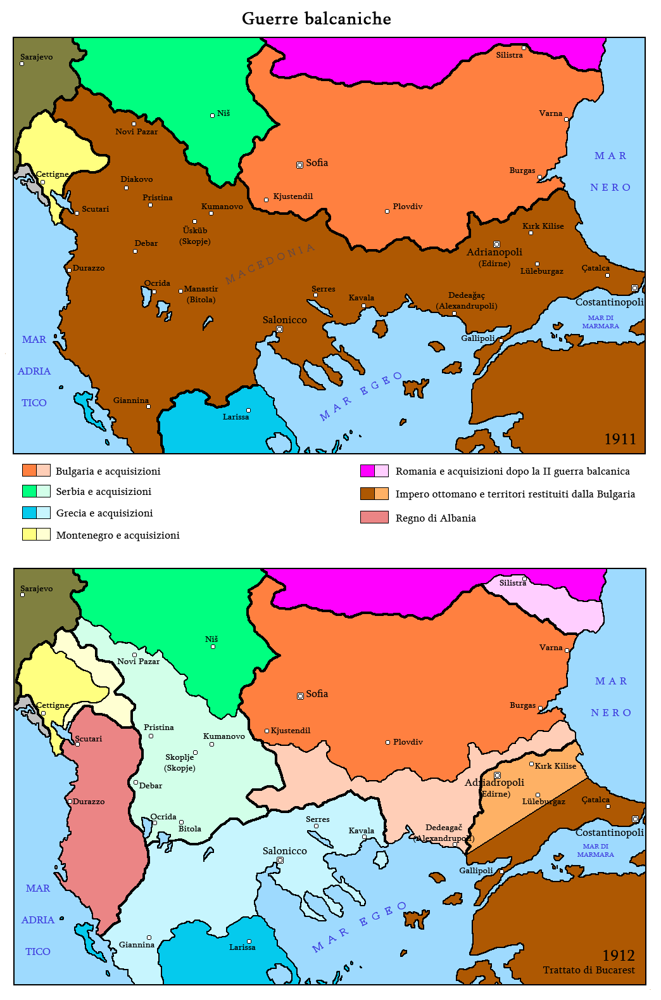 Guerre balcaniche
Sarajevo
Silistra
Niš
Varna
Novi Pazar
MAR
NERO
Sofia
Cettigne
Burgas
Diakovo
Pristina
Kjustendil
Scutari
Kumanovo
Plovdiv
Üsküb
(Skopje)
Kırk Kilise
Debar
MACEDONIA
Adrianopoli
(Edirne)
Durazzo
Lüleburgaz
Çatalca
Ocrida
Manastir
(Bitola)
Serres
Kavala
Dedeağaç
(Alexandrupoli)
Costantinopoli
Salonicco
MAR DI
MARMARA
MAR
ADRIA
TICO
Gallipoli
MAR EGEO
Giannina
Larissa
1911
Bulgaria e acquisizioni
Serbia e acquisizioni
Grecia e acquisizioni
Montenegro e acquisizioni
Romania e acquisizioni dopo la II guerra balcanica
Impero ottomano e territori restituiti dalla Bulgaria
Regno di Albania
Sarajevo
Silistra
Niš
Varna
Novi Pazar
MAR
NERO
Sofia
Cettigne
Burgas
Pristina
Kjustendil
Kumanovo
Scutari
Plovdiv
Skoplje
(Skopje)
Kırk Kilise
Debar
Adriadropoli
(Edirne)
Durazzo
Lüleburgaz
Çatalca
Ocrida
Bitola
Serres
Kavala
Dedeagač
(Alexandrupoli)
Costantinopoli
Salonicco
MAR DI
MARMARA
Gallipoli
MAR
ADRIA
TICO
MAR EGEO
Giannina
Larissa
1912
Trattato di Bucarest